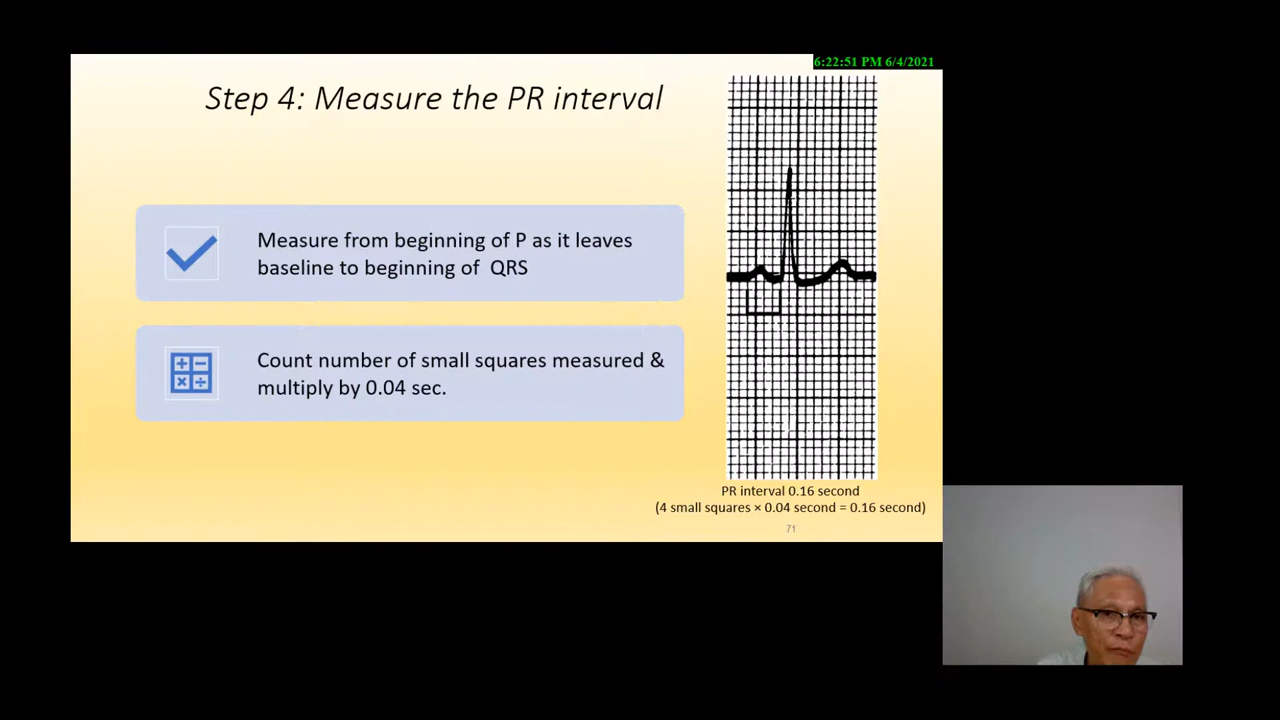 6:22:51 PM 6/4/2021
Step 4: Measure the PR interval
Measure from beginning of P as it leaves
baseline to beginning of QRS
Count number of small squares measured &
multiply by 0.04 sec.
PR interval 0.16 second
(4 small squares × 0.04 second = 0.16 second)
71